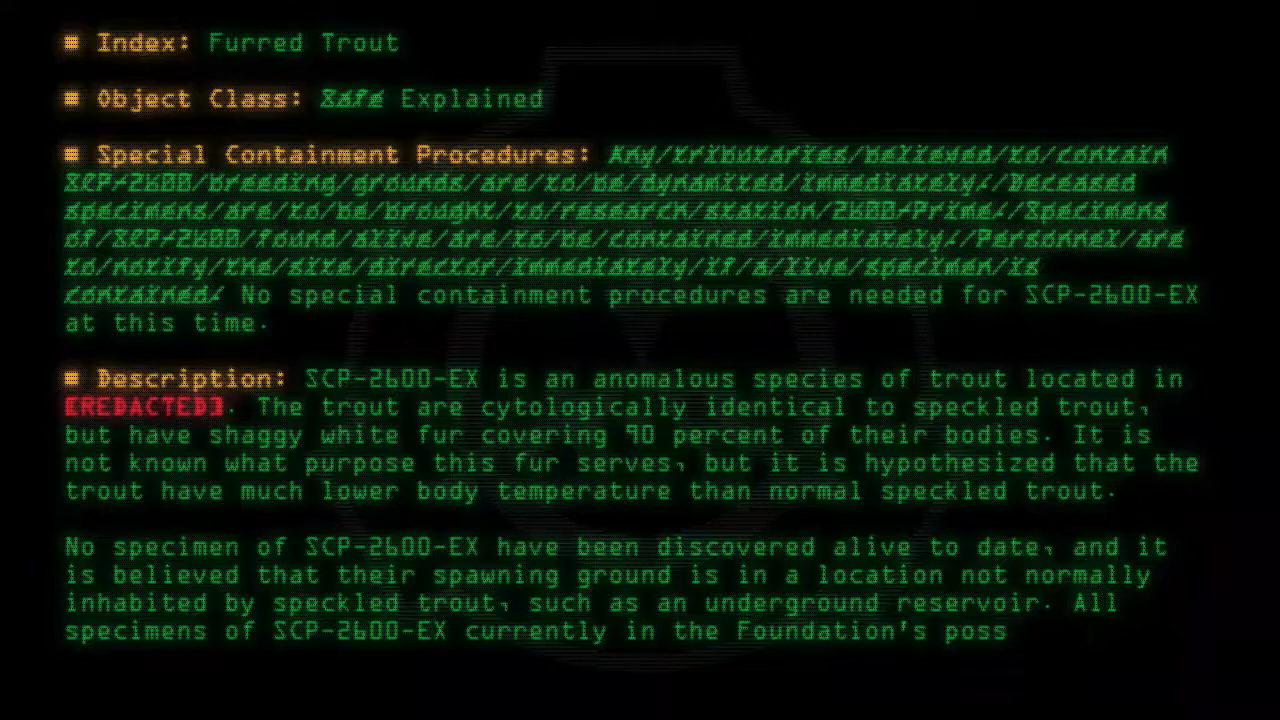 ■ Index: Furred Trout
■ Object Class: Safe Explained
■ Special Containment Procedures: Any/tributaries/believed/to/contain
SCP-2600/breeding/grounds/are/to/be/dynamited/immediately.//Deceased
specimens/are/to/be/brought/to/research/station/2600-Prime.//Specimens
of/SCP-2600/found/alive/are/to/be/contained/immediately.//Personnel/are
to/notify/the/site/director/immediately/if/a/live/specimen/is
contained. No special containment procedures are needed for SCP-2600-EX
at this time.
■ Description: SCP-2600-EX is an anomalous species of trout located in
[REDACTED]. The trout are cytologically identical to speckled trout,
but have shaggy white fur covering 90 percent of their bodies. It is
not known what purpose this fur serves, but it is hypothesized that the
trout have much lower body temperature than normal speckled trout.
No specimen of SCP-2600-EX have been discovered alive to date, and it
is believed that their spawning ground is in a location not normally
inhabited by speckled trout, such as an underground reservoir. All
specimens of SCP-2600-EX currently in the Foundation's poss